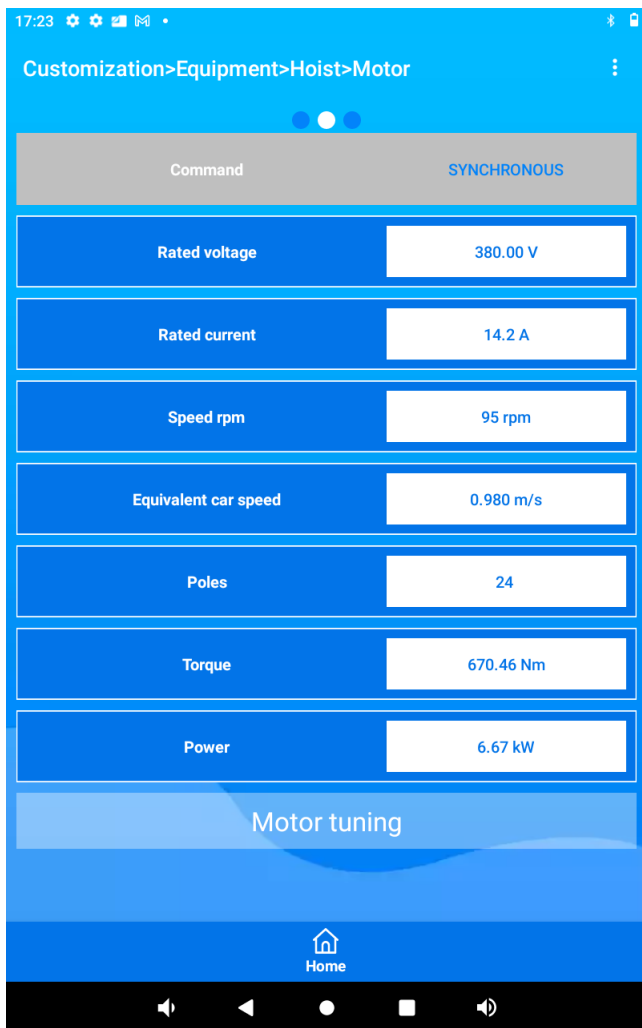 17:23
Customization>Equipment>Hoist>Motor
Command SYNCHRONOUS
Rated voltage 380.00 V
Rated current 14.2 A
Speed rpm 95 rpm
Equivalent car speed 0.980 m/s
Poles 24
Torque 670.46 Nm
Power 6.67 kW
Motor tuning
Home